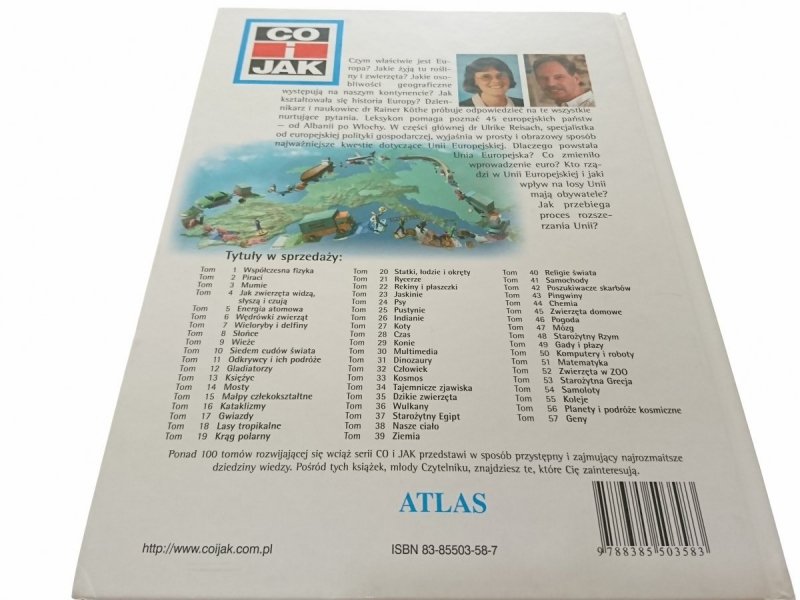 CO
i
JAK
Czym właściwie jest Eu-
ropa? Jakie żyją tu rośli-
ny i zwierzęta? Jakie oso-
bliwości geograficzne
występują na naszym kontynencie? Jak
kształtowała się historia Europy? Dzien-
nikarz i naukowiec dr Rainer Köthe próbuje odpowiedzieć na te wszystkie
nurtujące pytania. Leksykon pomaga poznać 45 europejskich państw
— od Albanii po Włochy. W części głównej dr Ulrike Reisach, specjalistka
od europejskiej polityki gospodarczej, wyjaśnia w prosty i obrazowy sposób
najważniejsze kwestie dotyczące Unii Europejskiej. Dlaczego powstała
Unia Europejska? Co zmieniło
wprowadzenie euro? Kto rzą-
dzi w Unii Europejskiej i jaki
wpływ na losy Unii
mają obywatele?
Jak przebiega
proces rozsze-
rzania Unii?
Tytuły w sprzedaży:
Tom 1 Współczesna fizyka
Tom 2 Piraci
Tom 3 Mumie
Tom 4 Jak zwierzęta widzą,
słyszą i czują
Tom 5 Energia atomowa
Tom 6 Wędrówki zwierząt
Tom 7 Wieloryby i delfiny
Tom 8 Słońce
Tom 9 Wieże
Tom 10 Siedem cudów świata
Tom 11 Odkrywcy i ich podróże
Tom 12 Gladiatorzy
Tom 13 Księżyc
Tom 14 Mosty
Tom 15 Małpy człekokształtne
Tom 16 Kataklizmy
Tom 17 Gwiazdy
Tom 18 Lasy tropikalne
Tom 19 Krąg polarny
Tom 20 Statki, łodzie i okręty
Tom 21 Rycerze
Tom 22 Rekiny i płaszczki
Tom 23 Jaskinie
Tom 24 Psy
Tom 25 Pustynie
Tom 26 Indianie
Tom 27 Koty
Tom 28 Czas
Tom 29 Konie
Tom 30 Multimedia
Tom 31 Dinozaury
Tom 32 Człowiek
Tom 33 Kosmos
Tom 34 Tajemnicze zjawiska
Tom 35 Dzikie zwierzęta
Tom 36 Wulkany
Tom 37 Starożytny Egipt
Tom 38 Nasze ciało
Tom 39 Ziemia
Tom 40 Religie świata
Tom 41 Samochody
Tom 42 Poszukiwacze skarbów
Tom 43 Pingwiny
Tom 44 Chemia
Tom 45 Zwierzęta domowe
Tom 46 Pogoda
Tom 47 Mózg
Tom 48 Starożytny Rzym
Tom 49 Gady i płazy
Tom 50 Komputery i roboty
Tom 51 Matematyka
Tom 52 Zwierzęta w ZOO
Tom 53 Starożytna Grecja
Tom 54 Samoloty
Tom 55 Koleje
Tom 56 Planety i podróże kosmiczne
Tom 57 Geny
Ponad 100 tomów rozwijającej się wciąż serii CO i JAK przedstawi w sposób przystępny i zajmujący najrozmaitsze
dziedziny wiedzy. Pośród tych książek, młody Czytelniku, znajdziesz te, które Cię zainteresują.
ATLAS
http://www.coijak.com.pl
ISBN 83-85503-58-7
9 788385 503583